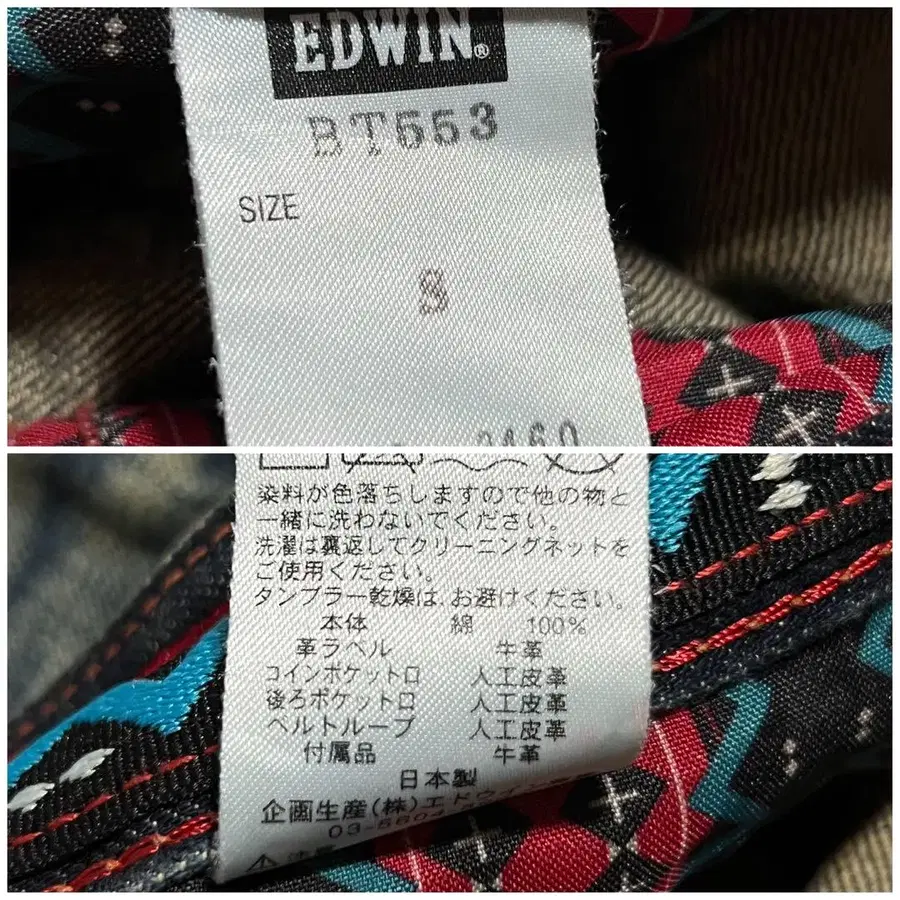 EDWIN®
BT553
SIZE
S
0460
染料が色落ちしますので他の物と
一緒に洗わないでください。
洗濯は裏返してクリーニングネットを
ご使用ください。
タンブラー乾燥は、お避けください。
本体 綿 100%
革ラベル 牛革
コインポケット口 人工皮革
後ろポケット口 人工皮革
ベルトループ 人工皮革
付属品 牛革
日本製
企画生産(株)エドウイン
03-5604
注意